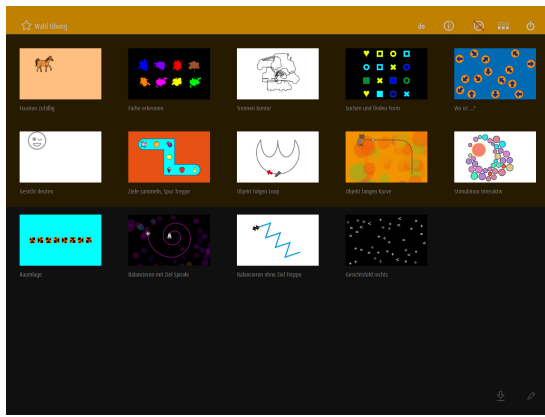 Wahl Übung
de
Fixation zufällig
Farbe erkennen
Trennen Kontur
Suchen und finden Form
Wo ist ...?
Gesicht deuten
Ziele sammeln, Spur Treppe
Objekt folgen Loop
Objekt fangen Kurve
Stimulation interaktiv
Raumlage
Balancieren mit Ziel Spirale
Balancieren ohne Ziel Treppe
Gesichtsfeld rechts